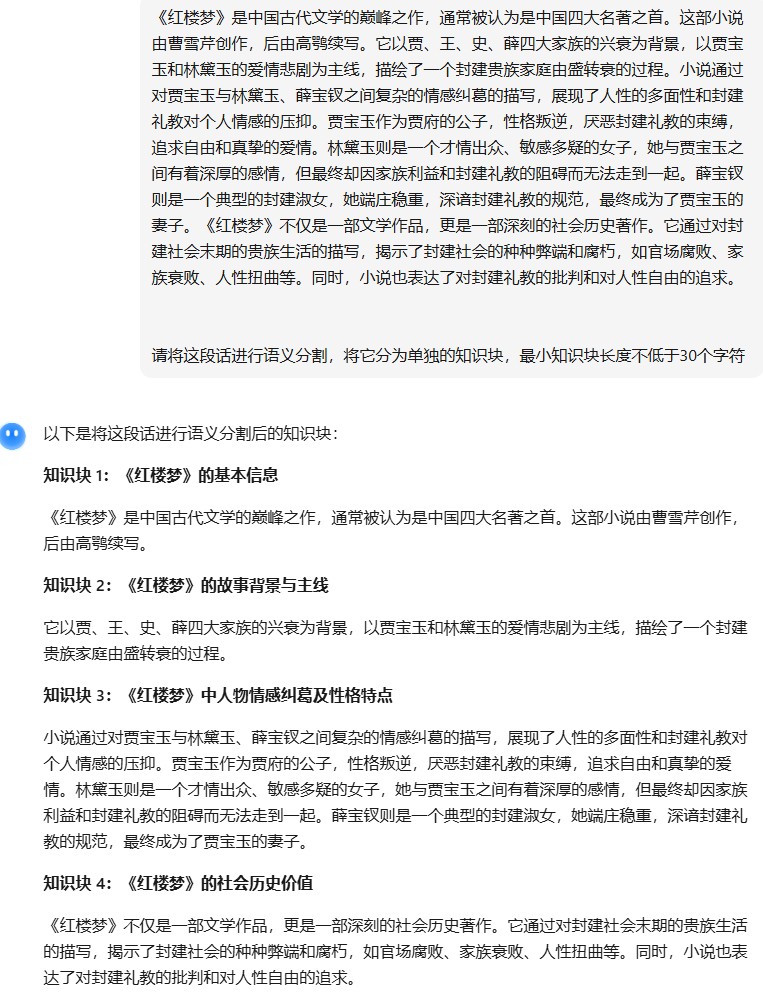 《红楼梦》是中国古代文学的巅峰之作，通常被认为是中国四大名著之首。这部小说
由曹雪芹创作，后由高鹗续写。它以贾、王、史、薛四大家族的兴衰为背景，以贾宝
玉和林黛玉的爱情悲剧为主线，描绘了一个封建贵族家庭由盛转衰的过程。小说通过
对贾宝玉与林黛玉、薛宝钗之间复杂的情感纠葛的描写，展现了人性的多面性和封建
礼教对个人情感的压抑。贾宝玉作为贾府的公子，性格叛逆，厌恶封建礼教的束缚，
追求自由和真挚的爱情。林黛玉则是一个才情出众、敏感多疑的女子，她与贾宝玉之
间有着深厚的感情，但最终却因家族利益和封建礼教的阻碍而无法走到一起。薛宝钗
则是一个典型的封建淑女，她端庄稳重，深谙封建礼教的规范，最终成为了贾宝玉的
妻子。《红楼梦》不仅是一部文学作品，更是一部深刻的社会历史著作。它通过对封
建社会末期的贵族生活的描写，揭示了封建社会的种种弊端和腐朽，如官场腐败、家
族衰败、人性扭曲等。同时，小说也表达了对封建礼教的批判和对人性自由的追求。
请将这段话进行语义分割，将它分为单独的知识块，最小知识块长度不低于30个字符
以下是将这段话进行语义分割后的知识块：
知识块 1：《红楼梦》的基本信息
《红楼梦》是中国古代文学的巅峰之作，通常被认为是中国四大名著之首。这部小说由曹雪芹创作，
后由高鹗续写。
知识块 2：《红楼梦》的故事背景与主线
它以贾、王、史、薛四大家族的兴衰为背景，以贾宝玉和林黛玉的爱情悲剧为主线，描绘了一个封建
贵族家庭由盛转衰的过程。
知识块 3：《红楼梦》中人物情感纠葛及性格特点
小说通过对贾宝玉与林黛玉、薛宝钗之间复杂的情感纠葛的描写，展现了人性的多面性和封建礼教对
个人情感的压抑。贾宝玉作为贾府的公子，性格叛逆，厌恶封建礼教的束缚，追求自由和真挚的爱
情。林黛玉则是一个才情出众、敏感多疑的女子，她与贾宝玉之间有着深厚的感情，但最终却因家族
利益和封建礼教的阻碍而无法走到一起。薛宝钗则是一个典型的封建淑女，她端庄稳重，深谙封建礼
教的规范，最终成为了贾宝玉的妻子。
知识块 4：《红楼梦》的社会历史价值
《红楼梦》不仅是一部文学作品，更是一部深刻的社会历史著作。它通过对封建社会末期的贵族生活
的描写，揭示了封建社会的种种弊端和腐朽，如官场腐败、家族衰败、人性扭曲等。同时，小说也表
达了对封建礼教的批判和对人性自由的追求。